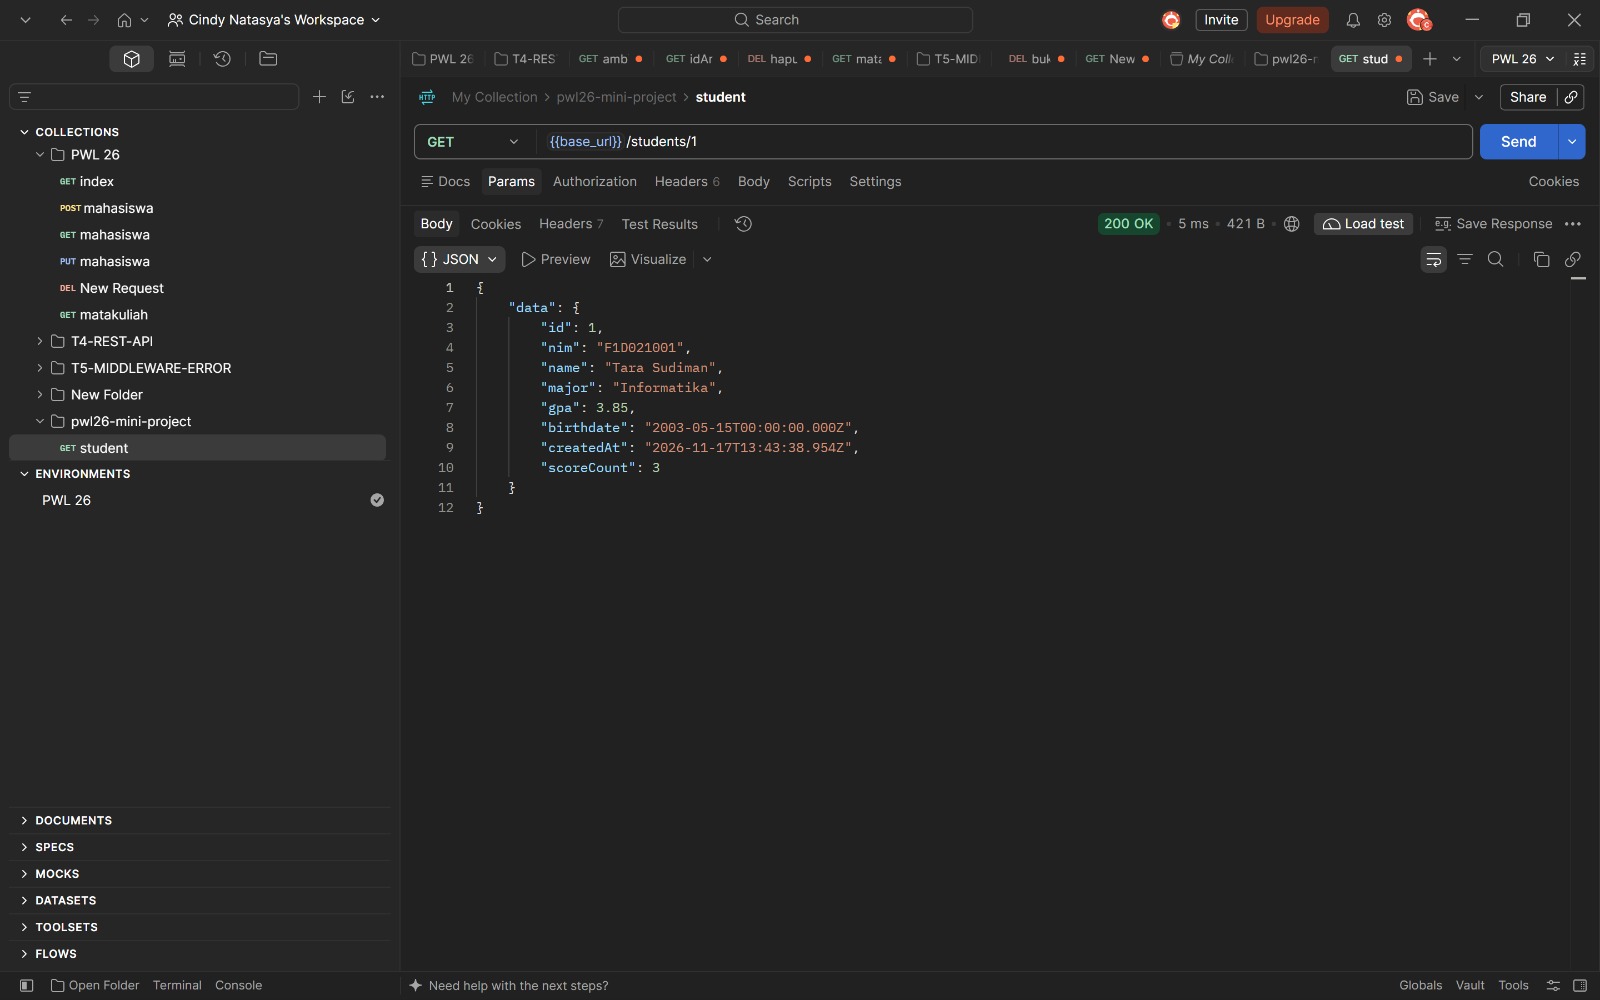 Cindy Natasya's Workspace
Search
Invite
Upgrade
PWL 26
T4-RES
GET amb
GET idAr
DEL hapu
GET mata
T5-MID
DEL buk
GET New
My Coll
pwl26-r
GET stud
PWL 26
HTTP
My Collection > pwl26-mini-project > student
Save
Share
GET
{{base_url}} /students/1
Send
Docs
Params
Authorization
Headers 6
Body
Scripts
Settings
Cookies
Body
Cookies
Headers 7
Test Results
200 OK
5 ms
421 B
Load test
e.g. Save Response
{} JSON
Preview
Visualize
1 {
2 "data": {
3 "id": 1,
4 "nim": "F1D021001",
5 "name": "Tara Sudiman",
6 "major": "Informatika",
7 "gpa": 3.85,
8 "birthdate": "2003-05-15T00:00:00.000Z",
9 "createdAt": "2026-11-17T13:43:38.954Z",
10 "scoreCount": 3
11 }
12 }
COLLECTIONS
PWL 26
GET index
POST mahasiswa
GET mahasiswa
PUT mahasiswa
DEL New Request
GET matakuliah
T4-REST-API
T5-MIDDLEWARE-ERROR
New Folder
pwl26-mini-project
GET student
ENVIRONMENTS
PWL 26
DOCUMENTS
SPECS
MOCKS
DATASETS
TOOLSETS
FLOWS
Open Folder
Terminal
Console
Need help with the next steps?
Globals
Vault
Tools